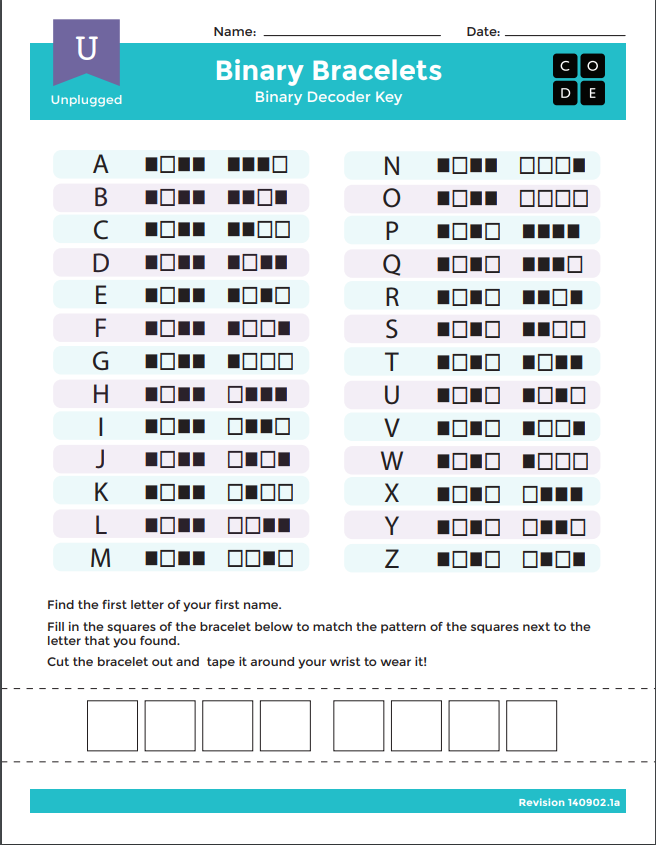 Name: Date:
U
Unplugged
Binary Bracelets
Binary Decoder Key
C O
D E
A ■□■■ ■■■□
B ■□■■ ■■□■
C ■□■■ ■■□□
D ■□■■ ■□■■
E ■□■■ ■□■□
F ■□■■ ■□□■
G ■□■■ ■□□□
H ■□■■ □■■■
I ■□■■ □■■□
J ■□■■ □■□■
K ■□■■ □■□□
L ■□■■ □□■■
M ■□■■ □□■□
N ■□■■ □□□■
O ■□■■ □□□□
P ■□■□ ■■■■
Q ■□■□ ■■■□
R ■□■□ ■■□■
S ■□■□ ■■□□
T ■□■□ ■□■■
U ■□■□ ■□■□
V ■□■□ ■□□■
W ■□■□ ■□□□
X ■□■□ □■■■
Y ■□■□ □■■□
Z ■□■□ □■□■
Find the first letter of your first name.
Fill in the squares of the bracelet below to match the pattern of the squares next to the
letter that you found.
Cut the bracelet out and tape it around your wrist to wear it!
Revision 140902.1a